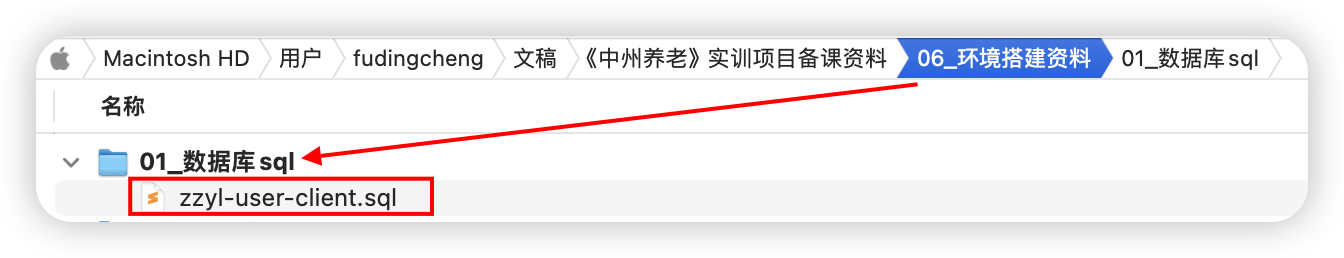 Macintosh HD 用户 fudingcheng 文稿 《中州养老》实训项目备课资料 06_环境搭建资料 01_数据库sql
名称
01_数据库sql
zzyl-user-client.sql